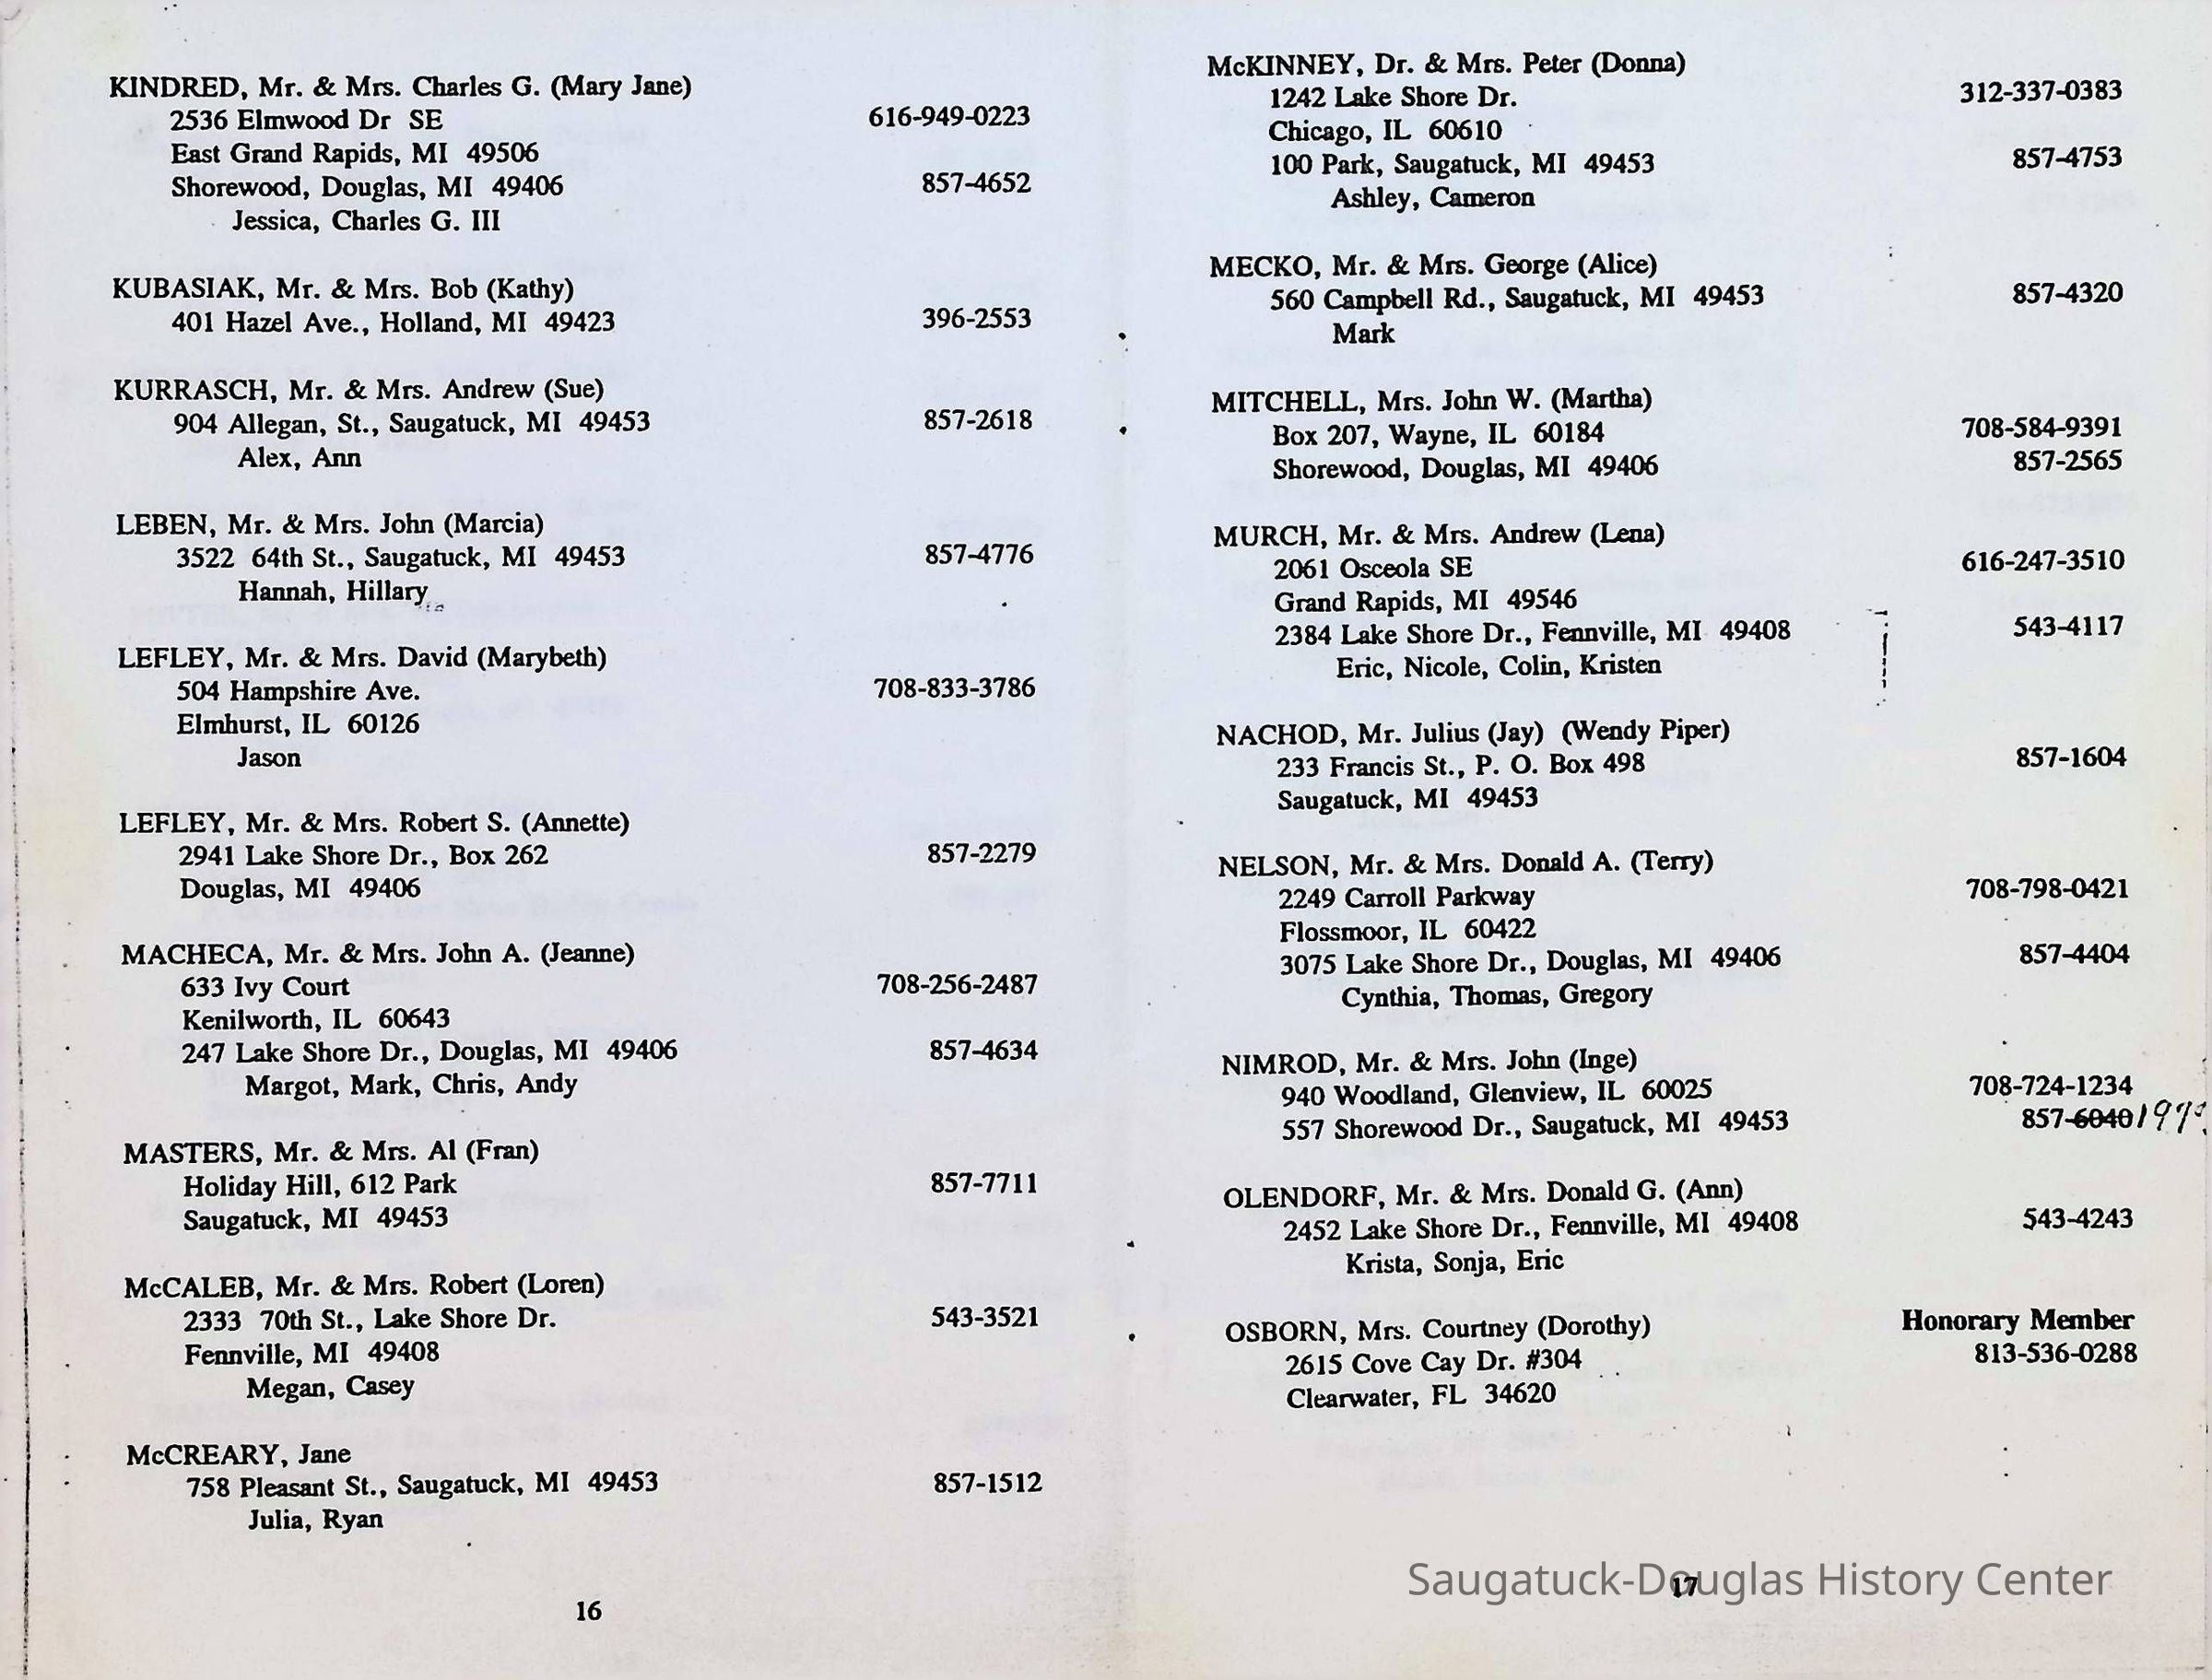 KINDRED, Mr. & Mrs. Charles G. (Mary Jane)
2536 Elmwood Dr SE 616-949-0223
East Grand Rapids, MI 49506
Shorewood, Douglas, MI 49406 857-4652
Jessica, Charles G. III
KUBASIAK, Mr. & Mrs. Bob (Kathy)
401 Hazel Ave., Holland, MI 49423 396-2553
KURRASCH, Mr. & Mrs. Andrew (Sue)
904 Allegan, St., Saugatuck, MI 49453 857-2618
Alex, Ann
LEBEN, Mr. & Mrs. John (Marcia)
3522 64th St., Saugatuck, MI 49453 857-4776
Hannah, Hillary
LEFLEY, Mr. & Mrs. David (Marybeth)
504 Hampshire Ave. 708-833-3786
Elmhurst, IL 60126
Jason
LEFLEY, Mr. & Mrs. Robert S. (Annette)
2941 Lake Shore Dr., Box 262 857-2279
Douglas, MI 49406
MACHECA, Mr. & Mrs. John A. (Jeanne)
633 Ivy Court 708-256-2487
Kenilworth, IL 60643
247 Lake Shore Dr., Douglas, MI 49406 857-4634
Margot, Mark, Chris, Andy
MASTERS, Mr. & Mrs. Al (Fran)
Holiday Hill, 612 Park 857-7711
Saugatuck, MI 49453
McCALEB, Mr. & Mrs. Robert (Loren)
2333 70th St., Lake Shore Dr. 543-3521
Fennville, MI 49408
Megan, Casey
McCREARY, Jane
758 Pleasant St., Saugatuck, MI 49453 857-1512
Julia, Ryan
16
McKINNEY, Dr. & Mrs. Peter (Donna)
1242 Lake Shore Dr. 312-337-0383
Chicago, IL 60610
100 Park, Saugatuck, MI 49453 857-4753
Ashley, Cameron
MECKO, Mr. & Mrs. George (Alice)
560 Campbell Rd., Saugatuck, MI 49453 857-4320
Mark
MITCHELL, Mrs. John W. (Martha)
Box 207, Wayne, IL 60184 708-584-9391
Shorewood, Douglas, MI 49406 857-2565
MURCH, Mr. & Mrs. Andrew (Lena)
2061 Osceola SE 616-247-3510
Grand Rapids, MI 49546
2384 Lake Shore Dr., Fennville, MI 49408 543-4117
Eric, Nicole, Colin, Kristen
NACHOD, Mr. Julius (Jay) (Wendy Piper)
233 Francis St., P. O. Box 498 857-1604
Saugatuck, MI 49453
NELSON, Mr. & Mrs. Donald A. (Terry)
2249 Carroll Parkway 708-798-0421
Flossmoor, IL 60422
3075 Lake Shore Dr., Douglas, MI 49406 857-4404
Cynthia, Thomas, Gregory
NIMROD, Mr. & Mrs. John (Inge)
940 Woodland, Glenview, IL 60025 708-724-1234
557 Shorewood Dr., Saugatuck, MI 49453 857-6040
OLENDORF, Mr. & Mrs. Donald G. (Ann)
2452 Lake Shore Dr., Fennville, MI 49408 543-4243
Krista, Sonja, Eric
OSBORN, Mrs. Courtney (Dorothy) Honorary Member
2615 Cove Cay Dr. #304 813-536-0288
Clearwater, FL 34620
17
Saugatuck-Douglas History Center